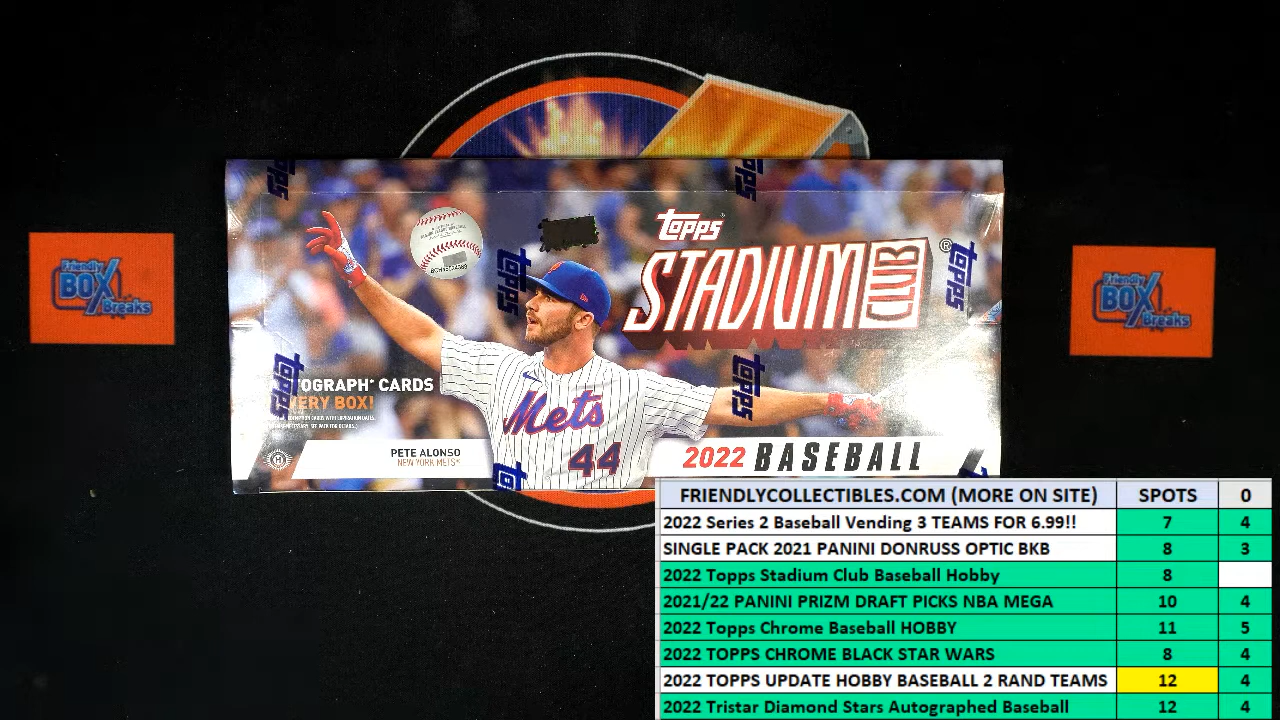 topps
topps
topps
STADIUM
CLUB
®
topps
topps
Friendly
BOX
Breaks
Friendly
BOX
Breaks
topps
topps
TOGRAPH* CARDS
ERY BOX!
PETE ALONSO
NEW YORK METS®
Mets
44
topps
2022 BASEBALL
FRIENDLYCOLLECTIBLES.COM (MORE ON SITE) SPOTS 0
2022 Series 2 Baseball Vending 3 TEAMS FOR 6.99!! 7 4
SINGLE PACK 2021 PANINI DONRUSS OPTIC BKB 8 3
2022 Topps Stadium Club Baseball Hobby 8
2021/22 PANINI PRIZM DRAFT PICKS NBA MEGA 10 4
2022 Topps Chrome Baseball HOBBY 11 5
2022 TOPPS CHROME BLACK STAR WARS 8 4
2022 TOPPS UPDATE HOBBY BASEBALL 2 RAND TEAMS 12 4
2022 Tristar Diamond Stars Autographed Baseball 12 4